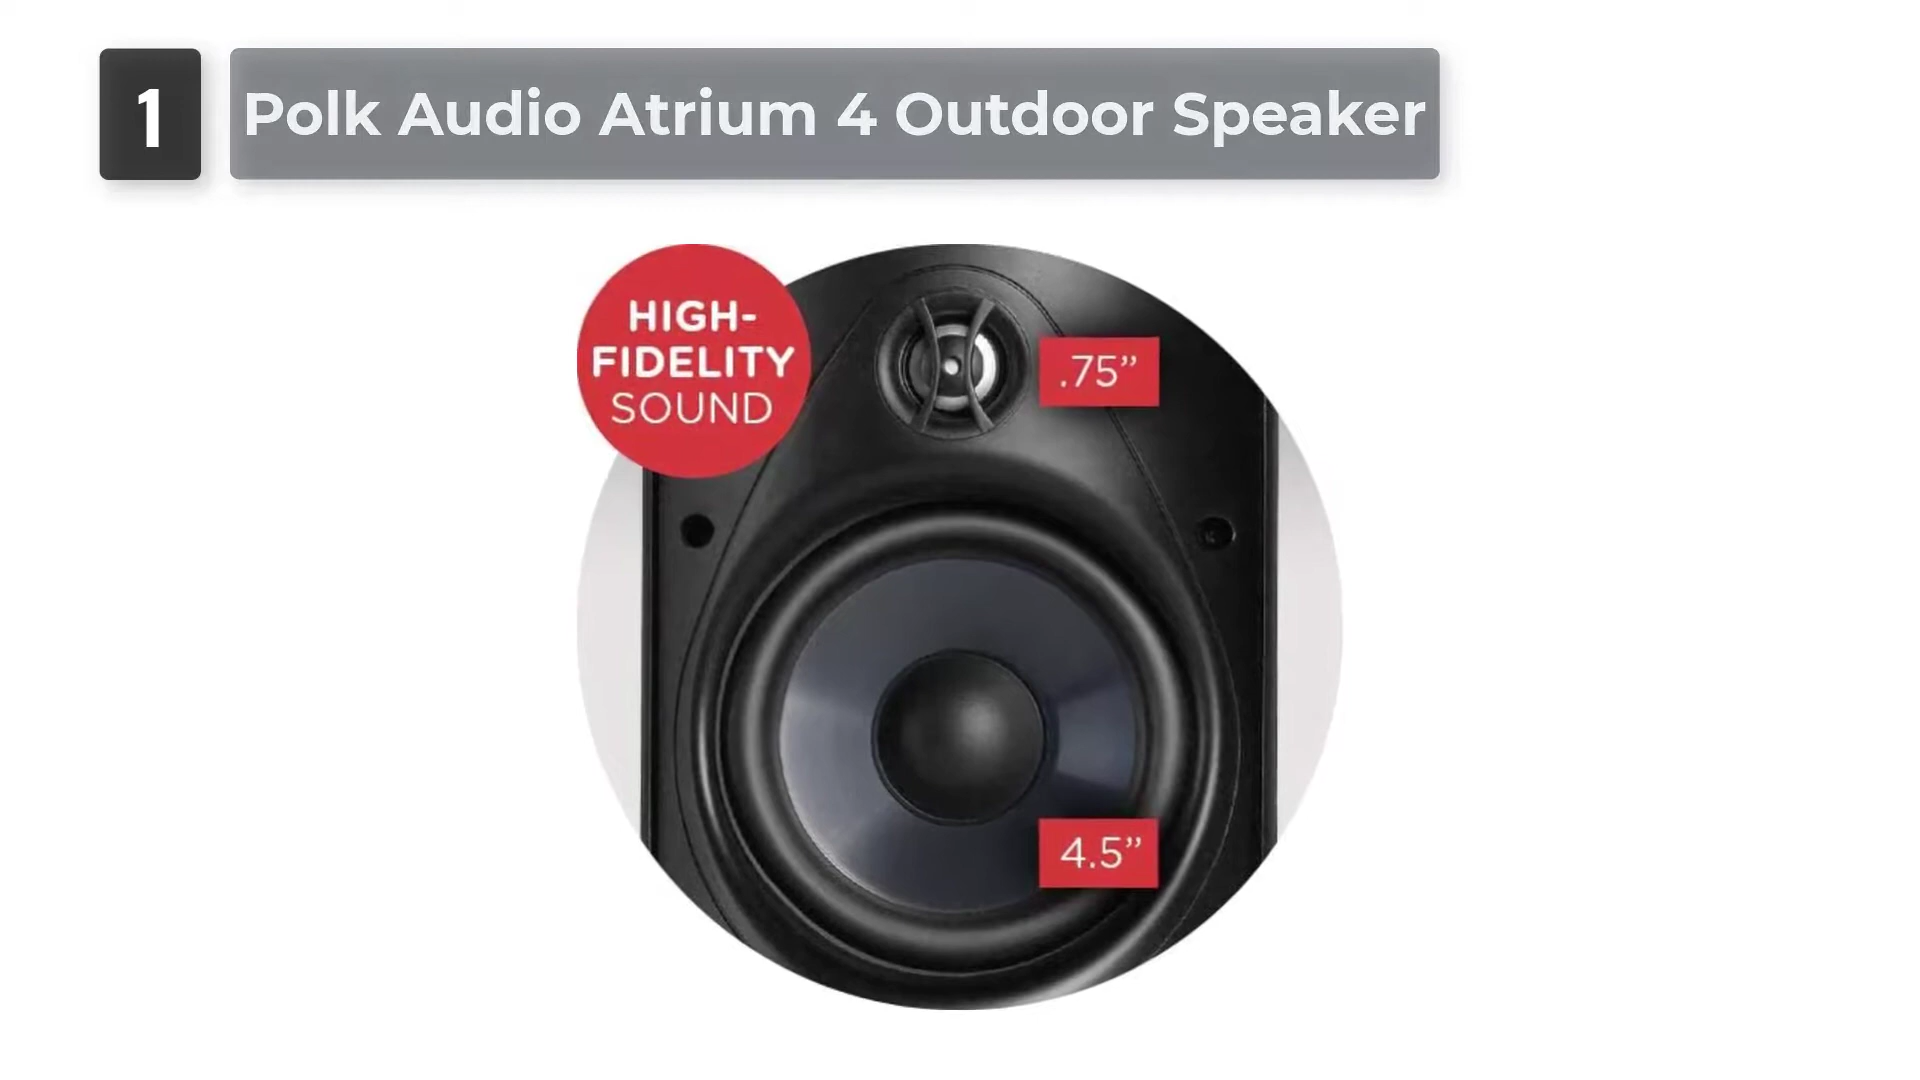 1
Polk Audio Atrium 4 Outdoor Speaker
HIGH-
FIDELITY
SOUND
.75”
4.5”